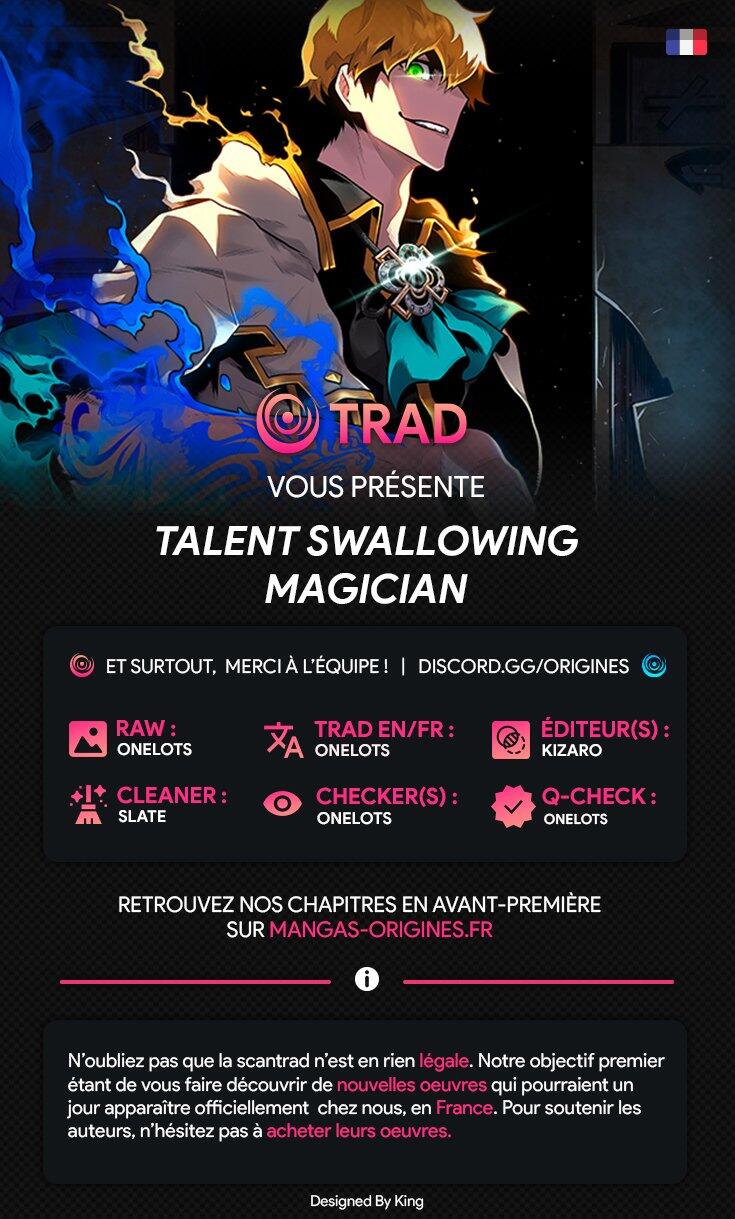 TRAD
VOUS PRÉSENTE
TALENT SWALLOWING
MAGICIAN
ET SURTOUT, MERCI À L'ÉQUIPE ! | DISCORD.GG/ORIGINES
RAW :
ONELOTS
TRAD EN/FR :
ONELOTS
ÉDITEUR(S) :
KIZARO
CLEANER :
SLATE
CHECKER(S) :
ONELOTS
Q-CHECK :
ONELOTS
RETROUVEZ NOS CHAPITRES EN AVANT-PREMIÈRE
SUR MANGAS-ORIGINES.FR
N'oubliez pas que la scantrad n'est en rien légale. Notre objectif premier
étant de vous faire découvrir de nouvelles oeuvres qui pourraient un
jour apparaître officiellement chez nous, en France. Pour soutenir les
auteurs, n'hésitez pas à acheter leurs oeuvres.
Designed By King